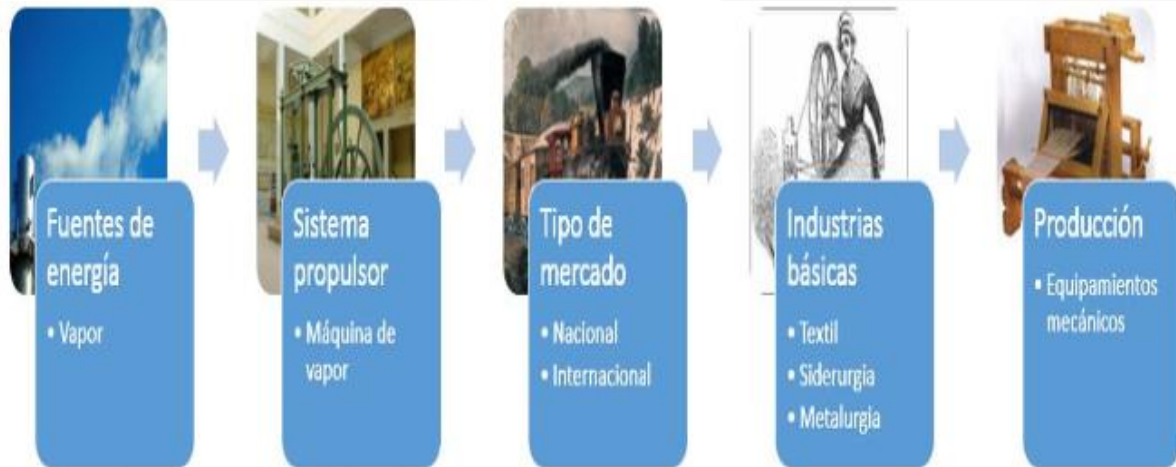 Fuentes de
energía
• Vapor
Sistema
propulsor
• Máquina de
vapor
Tipo de
mercado
• Nacional
• Internacional
Industrias
básicas
• Textil
• Siderurgia
• Metalurgia
Producción
• Equipamientos
mecánicos